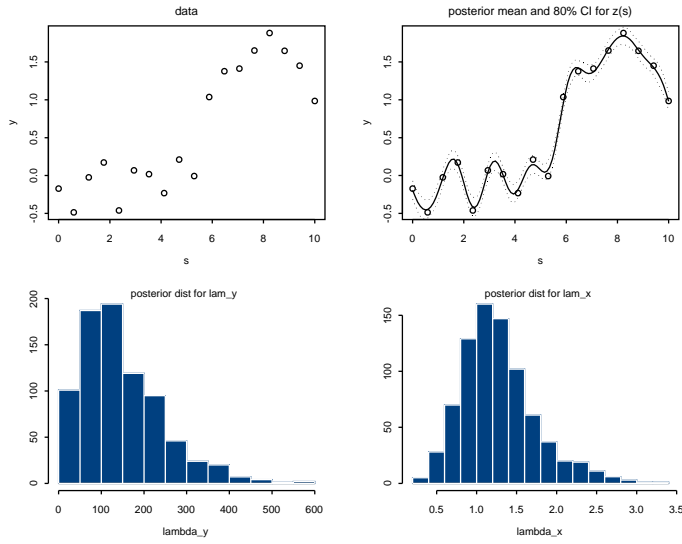 data
y
-0.5 0.0 0.5 1.0 1.5
0 2 4 6 8 10
s
posterior mean and 80% CI for z(s)
y
-0.5 0.0 0.5 1.0 1.5
0 2 4 6 8 10
s
posterior dist for lam_y
0 50 100 150 200
0 100 200 300 400 500 600
lambda_y
posterior dist for lam_x
0 50 100 150
0.5 1.0 1.5 2.0 2.5 3.0 3.5
lambda_x